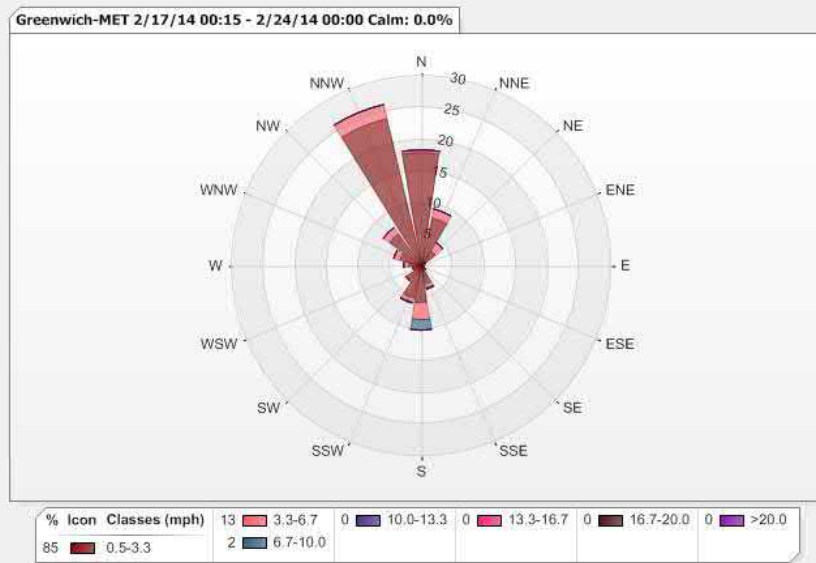 Greenwich-MET 2/17/14 00:15 - 2/24/14 00:00 Calm: 0.0%
N
NNE
NE
ENE
E
ESE
SE
SSE
S
SSW
SW
WSW
W
WNW
NW
NNW
30
25
20
15
10
5
% Icon Classes (mph)
85 0.5-3.3
13 3.3-6.7
2 6.7-10.0
0 10.0-13.3
0 13.3-16.7
0 16.7-20.0
0 >20.0